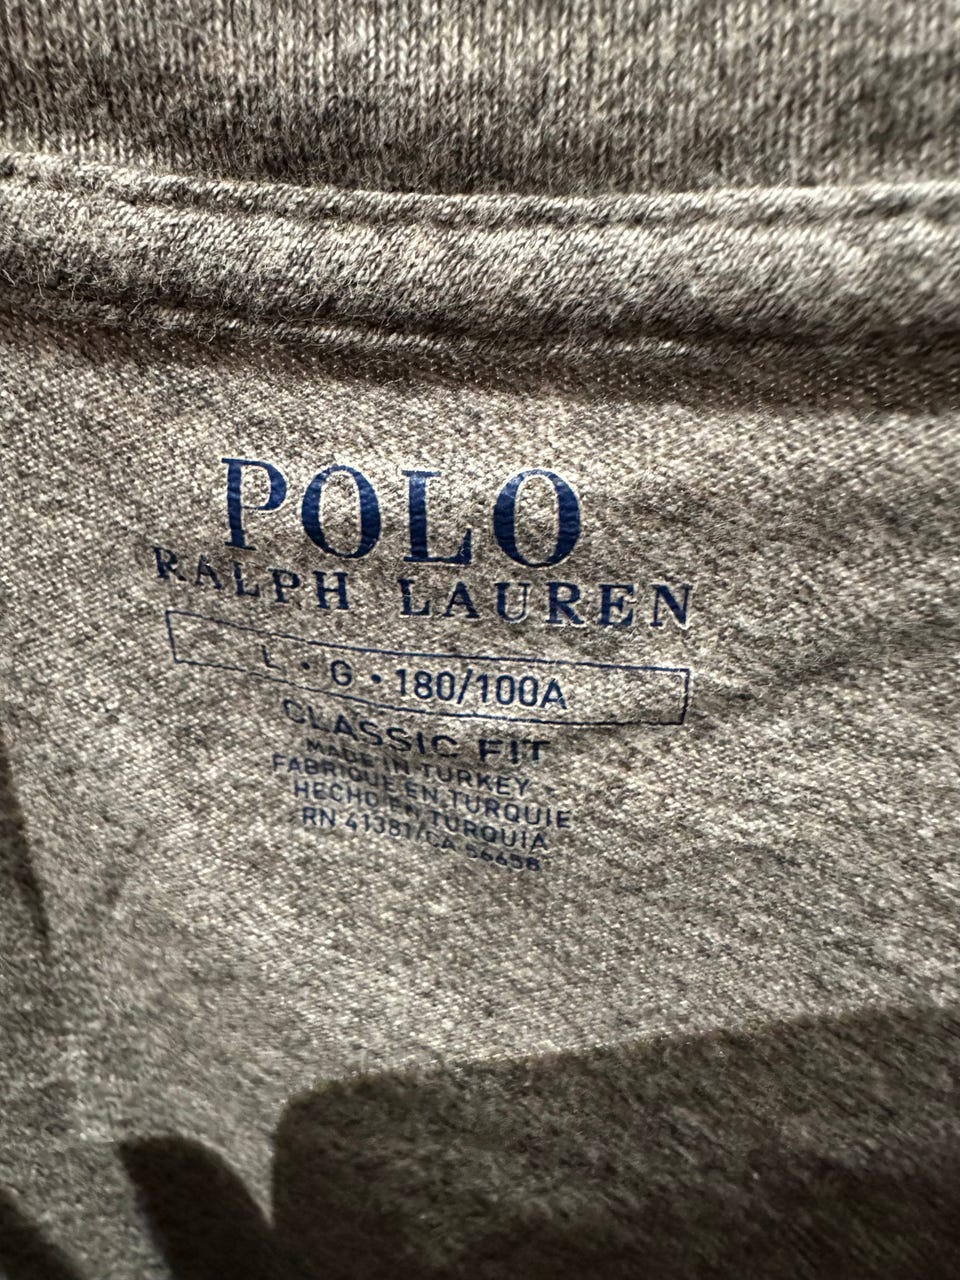 POLO
RALPH LAUREN
L • G • 180/100A
CLASSIC FIT
MADE IN TURKEY
FABRIQUÉ EN TURQUIE
HECHO EN TURQUIA
RN 41381/CA 56658